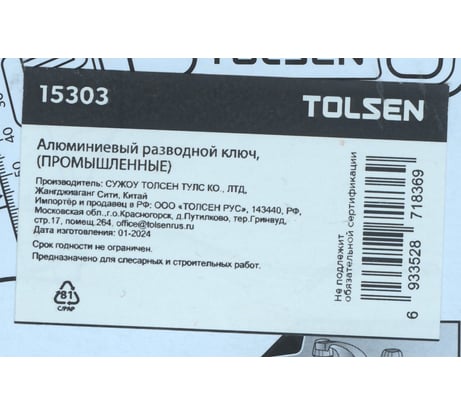 TOLSEN
15303
TOLSEN
Алюминиевый разводной ключ,
(ПРОМЫШЛЕННЫЕ)
Производитель: СУЖОУ ТОЛСЕН ТУЛС КО., ЛТД,
Жангджиаганг Сити, Китай
Импортёр и продавец в РФ: ООО «ТОЛСЕН РУС», 143440, РФ,
Московская обл.,г.о.Красногорск, д.Путилково, тер.Гринвуд,
стр.17, помещ.264, office@tolsenrus.ru
Дата изготовления: 01-2024
Срок годности не ограничен.
Предназначено для слесарных и строительных работ.
81
C/PAP
Не подлежит
обязательной сертификации
6 933528 718369